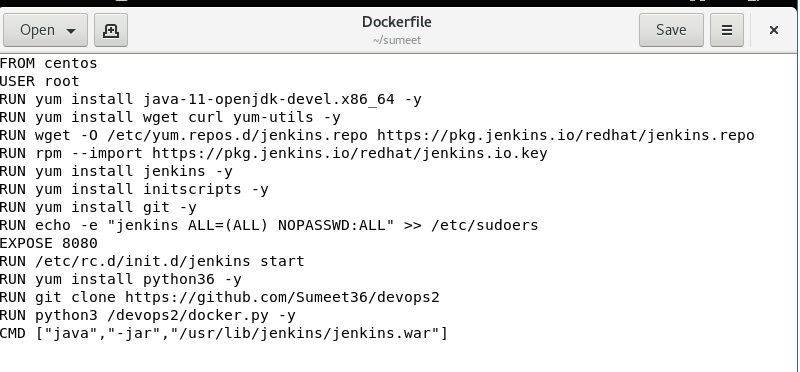 Open
Dockerfile
~/sumeet
Save
FROM centos
USER root
RUN yum install java-11-openjdk-devel.x86_64 -y
RUN yum install wget curl yum-utils -y
RUN wget -O /etc/yum.repos.d/jenkins.repo https://pkg.jenkins.io/redhat/jenkins.repo
RUN rpm --import https://pkg.jenkins.io/redhat/jenkins.io.key
RUN yum install jenkins -y
RUN yum install initscripts -y
RUN yum install git -y
RUN echo -e "jenkins ALL=(ALL) NOPASSWD:ALL" >> /etc/sudoers
EXPOSE 8080
RUN /etc/rc.d/init.d/jenkins start
RUN yum install python36 -y
RUN git clone https://github.com/Sumeet36/devops2
RUN python3 /devops2/docker.py -y
CMD ["java","-jar","/usr/lib/jenkins/jenkins.war"]